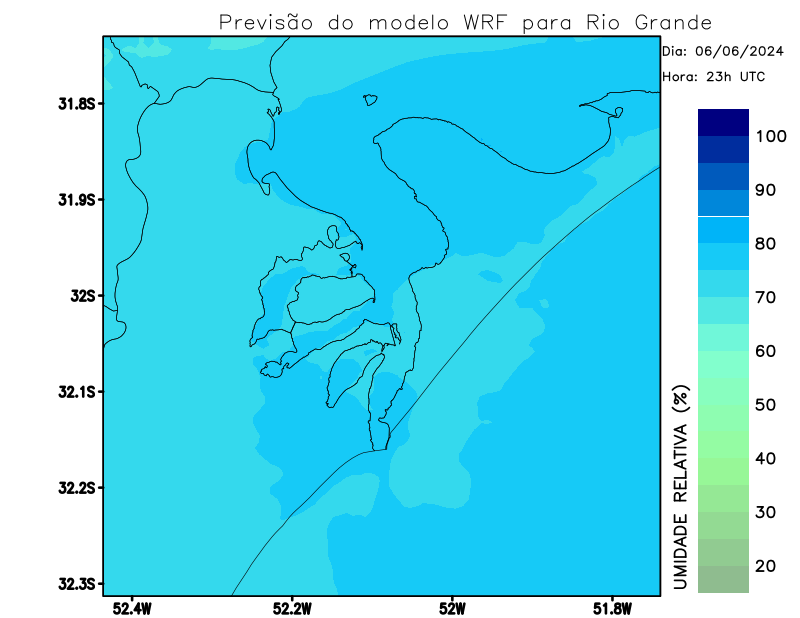 Previsão do modelo WRF para Rio Grande
Dia: 06/06/2024
Hora: 23h UTC
31.8S
31.9S
32S
32.1S
32.2S
32.3S
52.4W
52.2W
52W
51.8W
100
90
80
70
60
50
40
30
20
UMIDADE RELATIVA (%)